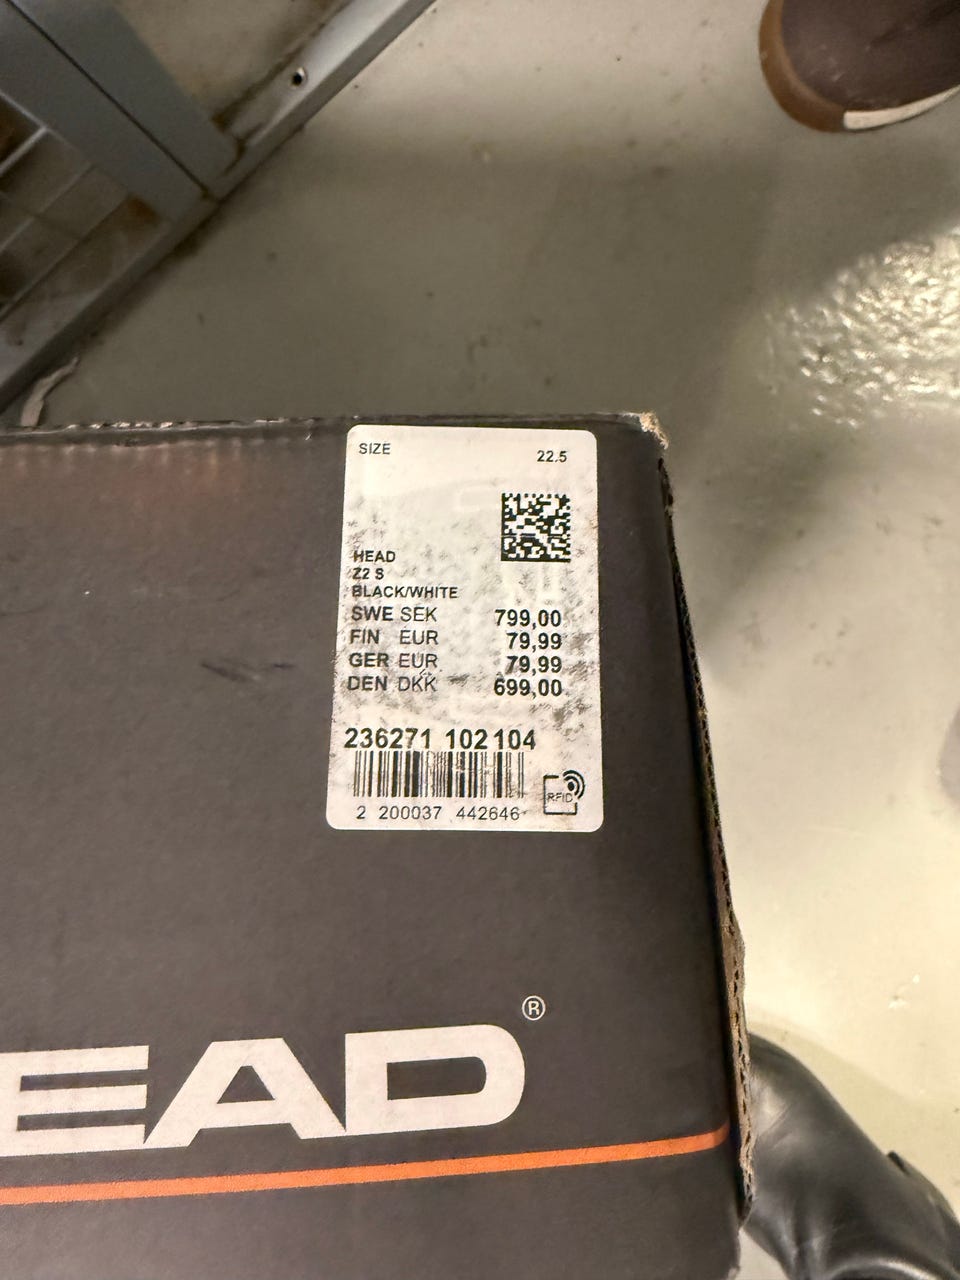 SIZE 22.5
HEAD
Z2 S
BLACK/WHITE
SWE SEK 799,00
FIN EUR 79,99
GER EUR 79,99
DEN DKK 699,00
236271 102104
RFID
2 200037 442646
EAD®